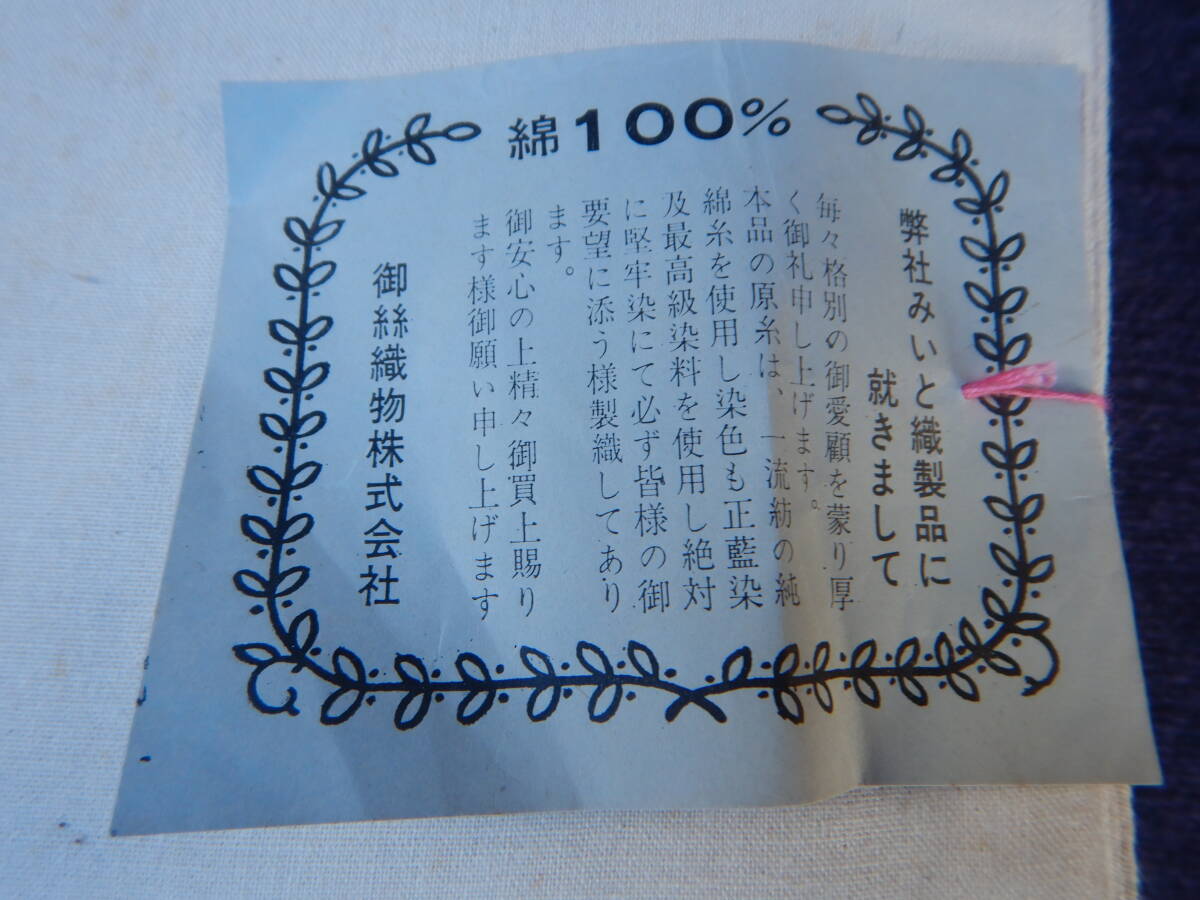 綿100%
弊社みいと織製品に
就きまして
毎々格別の御愛顧を蒙り厚
く御礼申し上げます。
本品の原糸は、一流紡の純
綿糸を使用し染色も正藍染
及最高級染料を使用し絶対
に堅牢染にて必ず皆様の御
要望に添う様製織してあり
ます。
御安心の上精々御買上賜り
ます様御願い申し上げます
御絲織物株式会社